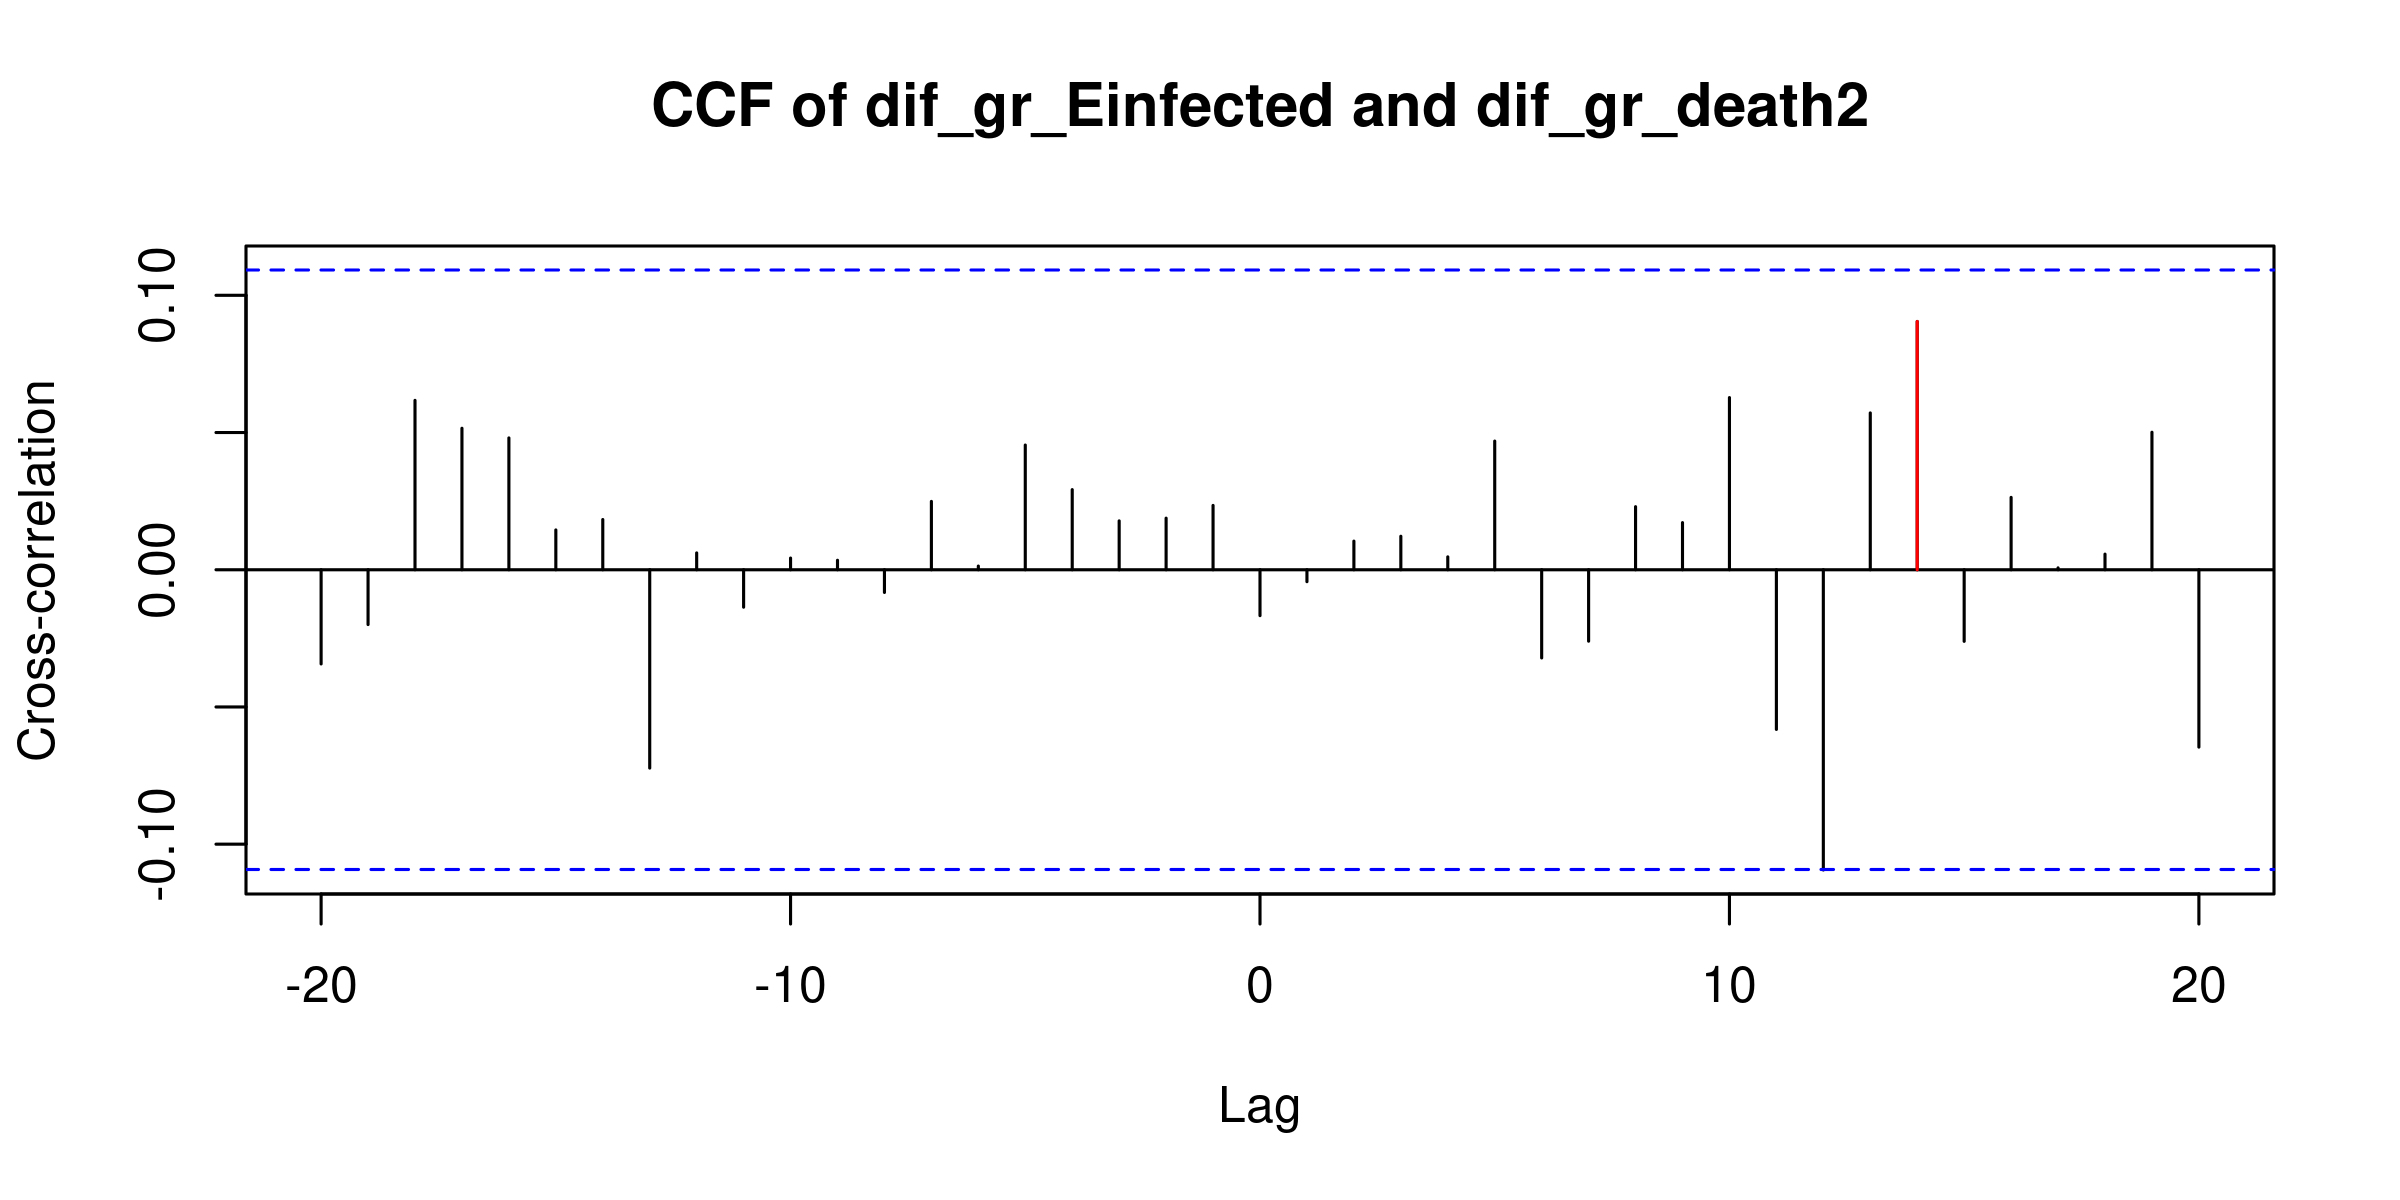 CCF of dif_gr_Einfected and dif_gr_death2
Cross-correlation
0.10
0.00
-0.10
-20
-10
0
10
20
Lag